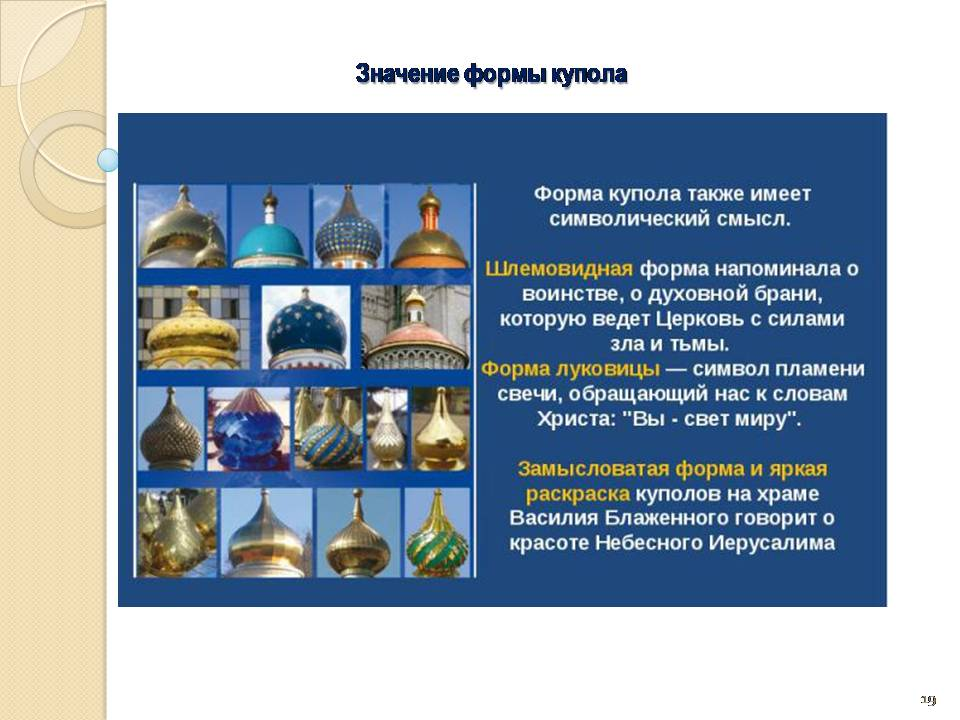 Значение формы купола
Форма купола также имеет
символический смысл.
Шлемовидная форма напоминала о
воинстве, о духовной брани,
которую ведет Церковь с силами
зла и тьмы.
Форма луковицы — символ пламени
свечи, обращающий нас к словам
Христа: "Вы - свет миру".
Замысловатая форма и яркая
раскраска куполов на храме
Василия Блаженного говорит о
красоте Небесного Иерусалима